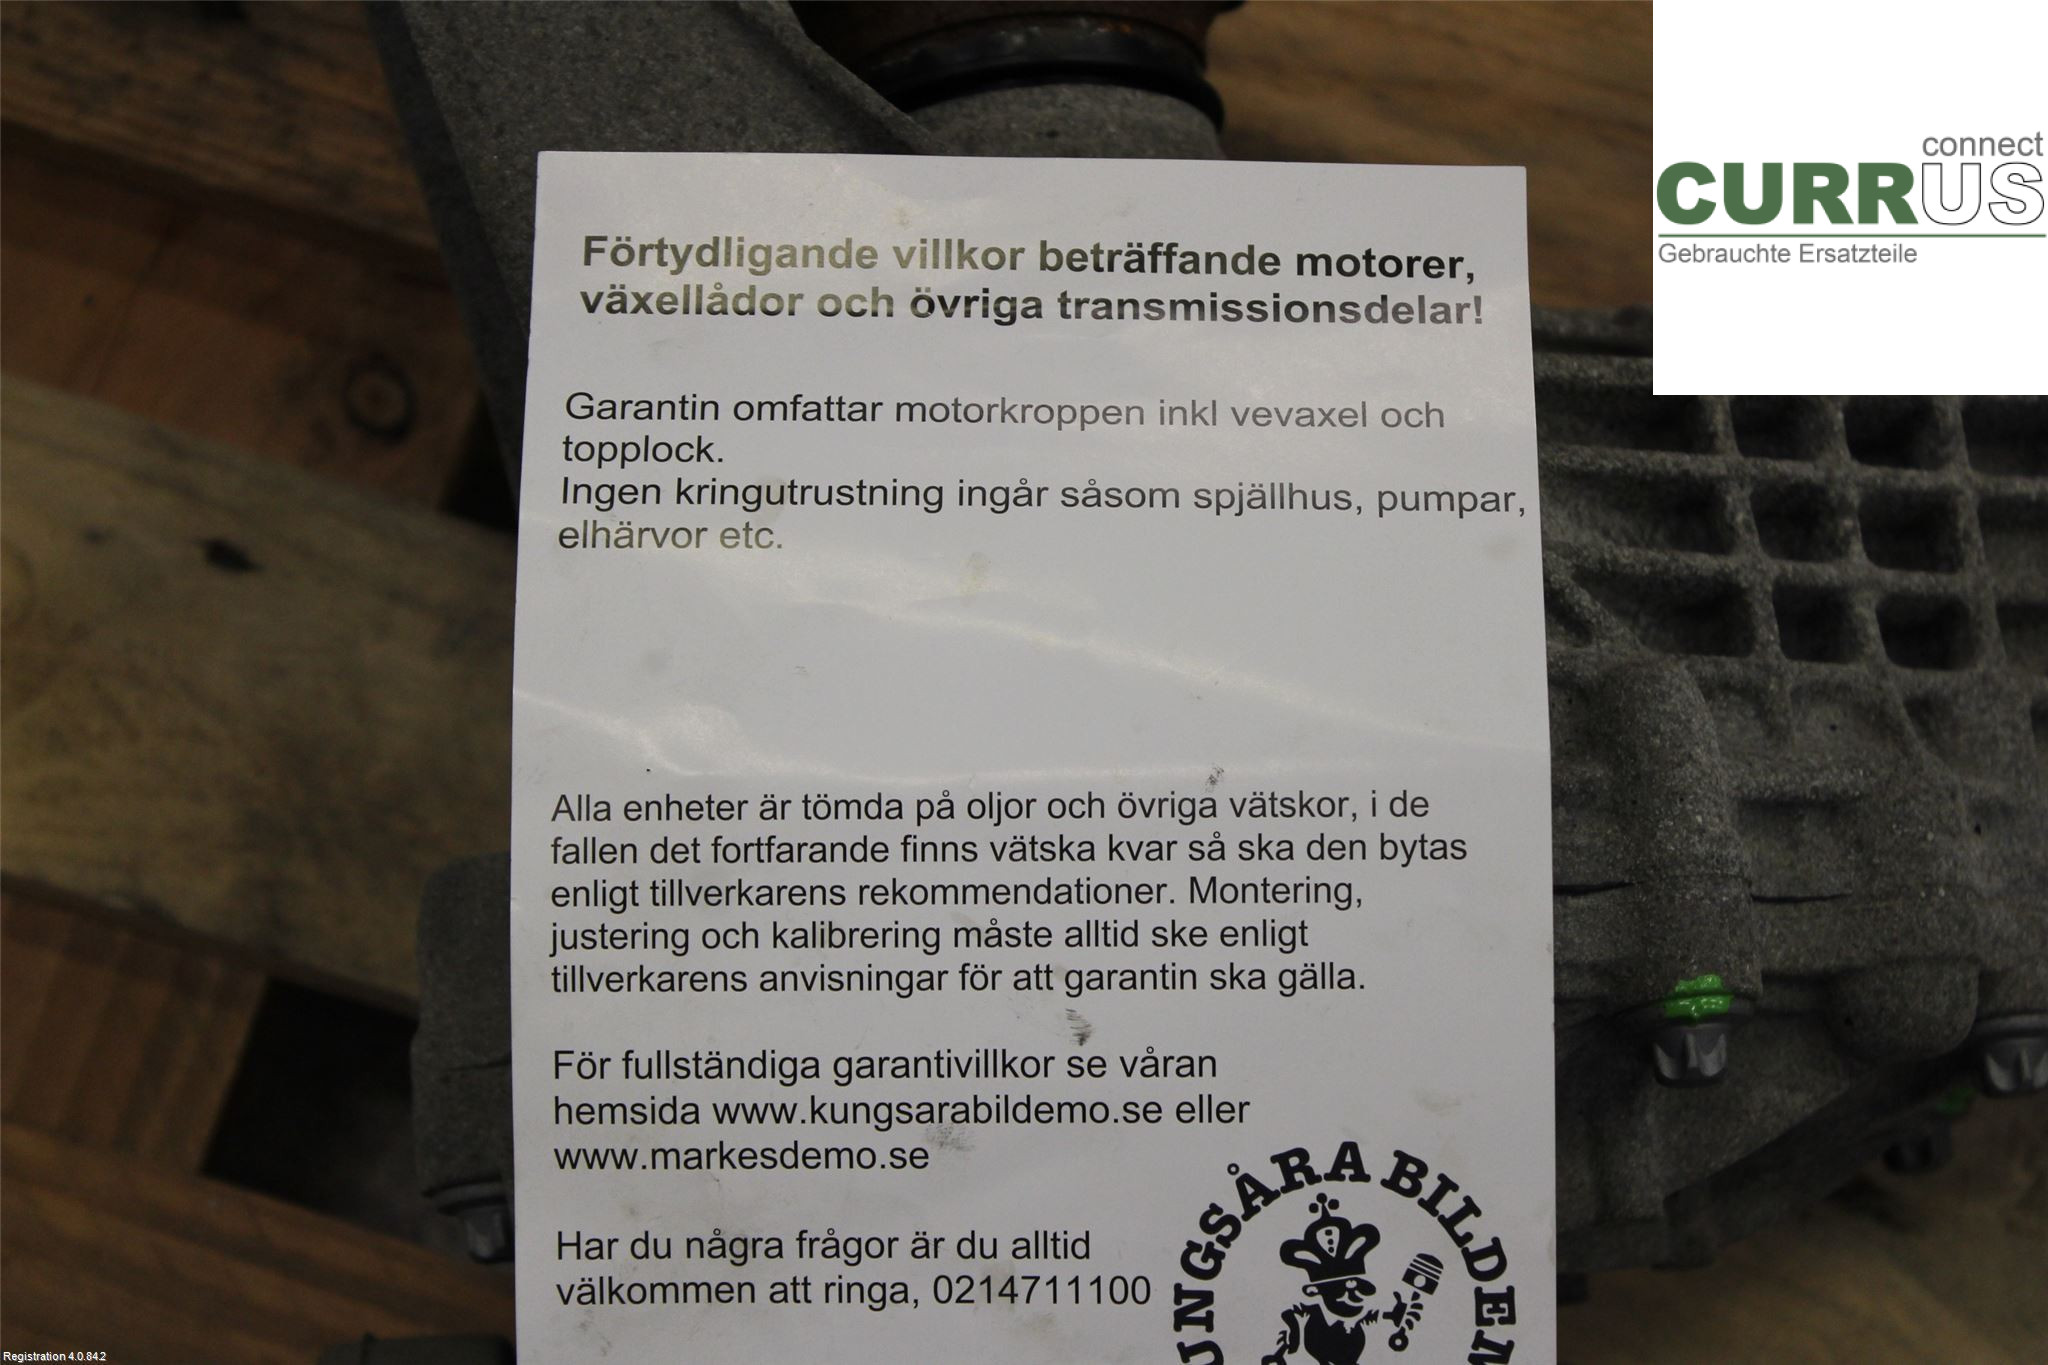 connect
CURRUS
Gebrauchte Ersatzteile
Förtydligande villkor beträffande motorer,
växellådor och övriga transmissionsdelar!
Garantin omfattar motorkroppen inkl vevaxel och
topplock.
Ingen kringutrustning ingår såsom spjällhus, pumpar,
elhärvor etc.
Alla enheter är tömda på oljor och övriga vätskor, i de
fallen det fortfarande finns vätska kvar så ska den bytas
enligt tillverkarens rekommendationer. Montering,
justering och kalibrering måste alltid ske enligt
tillverkarens anvisningar för att garantin ska gälla.
För fullständiga garantivillkor se våran
hemsida www.kungsarabildemo.se eller
www.markesdemo.se
Har du några frågor är du alltid
välkommen att ringa, 0214711100
UNGSÅRA BILDEM
Registration 4.0.84.2